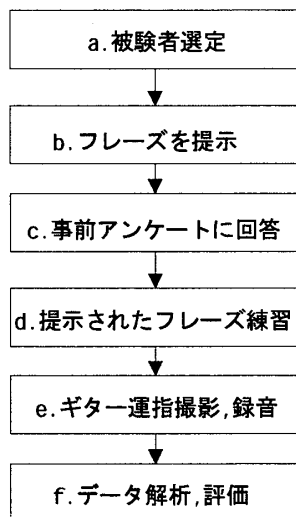 a.被験者選定
b.フレーズを提示
c.事前アンケートに回答
d.提示されたフレーズ練習
e.ギター運指撮影,録音
f.データ解析,評価